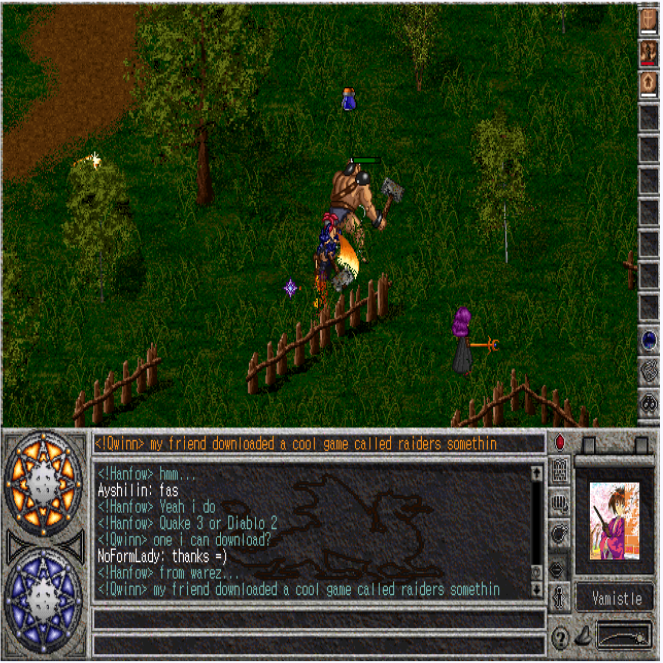 <!Qwinn> my friend downloaded a cool game called raiders somethin
<!Hanfow> hmm...
Ayshilin: fas
<!Hanfow> Yeah i do
<!Hanfow> Quake 3 or Diablo 2
<!Qwinn> one i can download?
NoFormLady: thanks =)
<!Hanfow> from warez...
<!Qwinn> my friend downloaded a cool game called raiders somethin
Vamistle
?